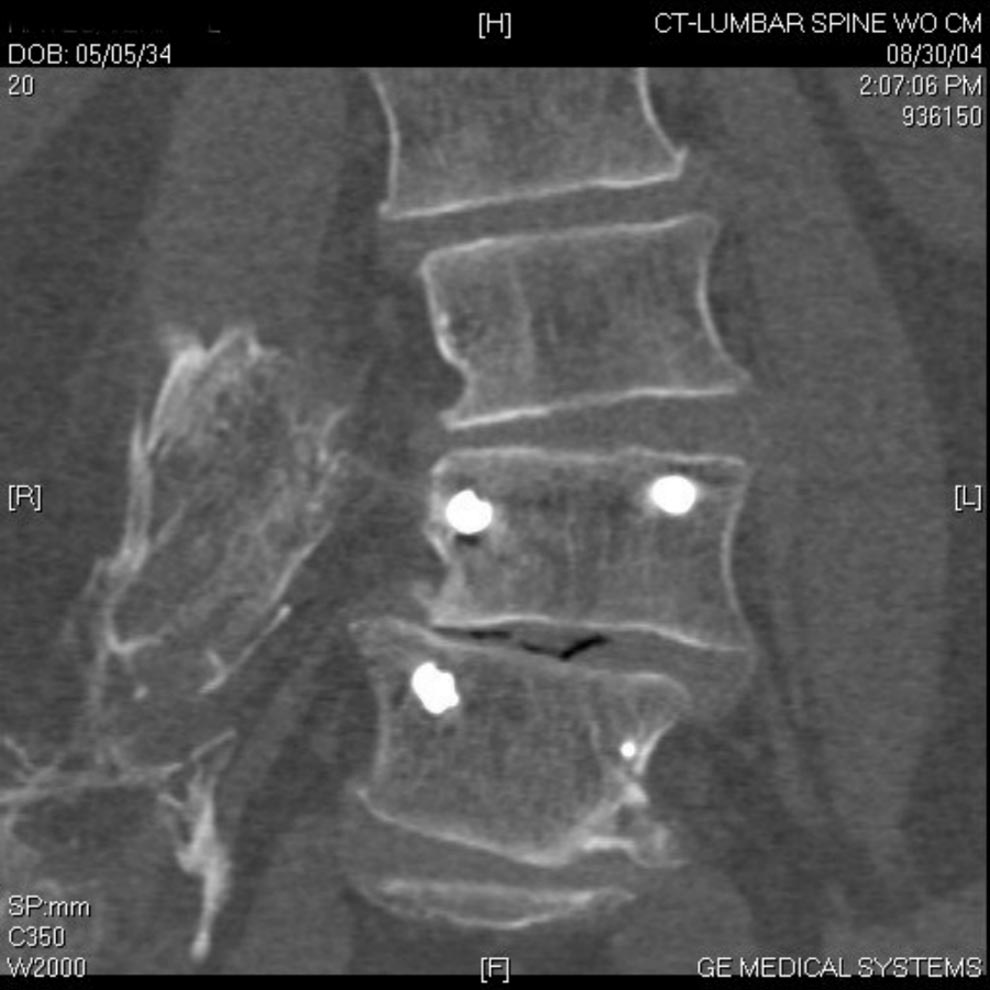 [H]
CT-LUMBAR SPINE WO CM
DOB: 05/05/34
08/30/04
20
2:07:06 PM
936150
[R]
[L]
SP:mm
C350
W2000
[F]
GE MEDICAL SYSTEMS